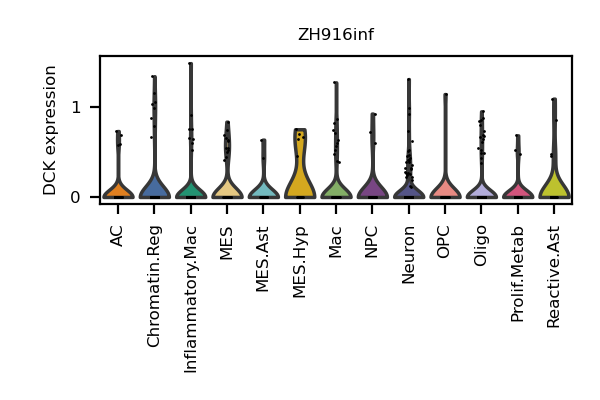 ZH916inf
DCK expression
1
0
AC
Chromatin.Reg
Inflammatory.Mac
MES
MES.Ast
MES.Hyp
Mac
NPC
Neuron
OPC
Oligo
Prolif.Metab
Reactive.Ast